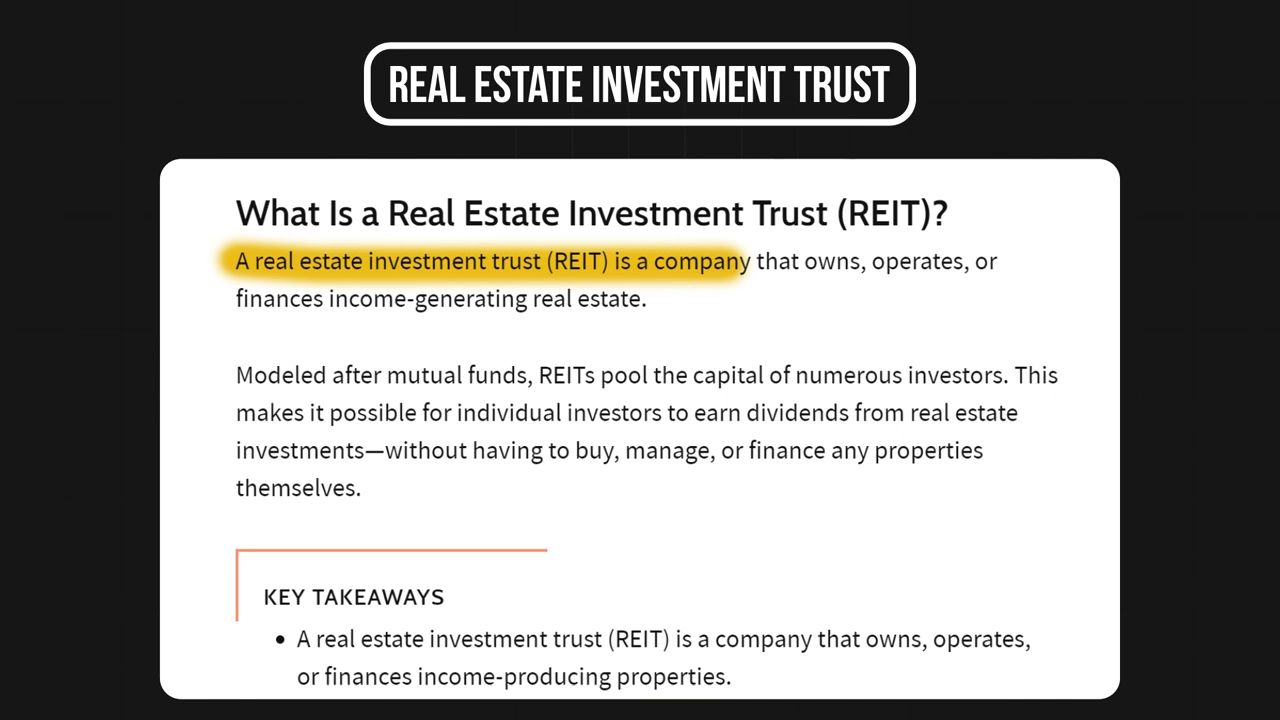 REAL ESTATE INVESTMENT TRUST
What Is a Real Estate Investment Trust (REIT)?
A real estate investment trust (REIT) is a company that owns, operates, or
finances income-generating real estate.
Modeled after mutual funds, REITs pool the capital of numerous investors. This
makes it possible for individual investors to earn dividends from real estate
investments—without having to buy, manage, or finance any properties
themselves.
KEY TAKEAWAYS
• A real estate investment trust (REIT) is a company that owns, operates,
or finances income-producing properties.